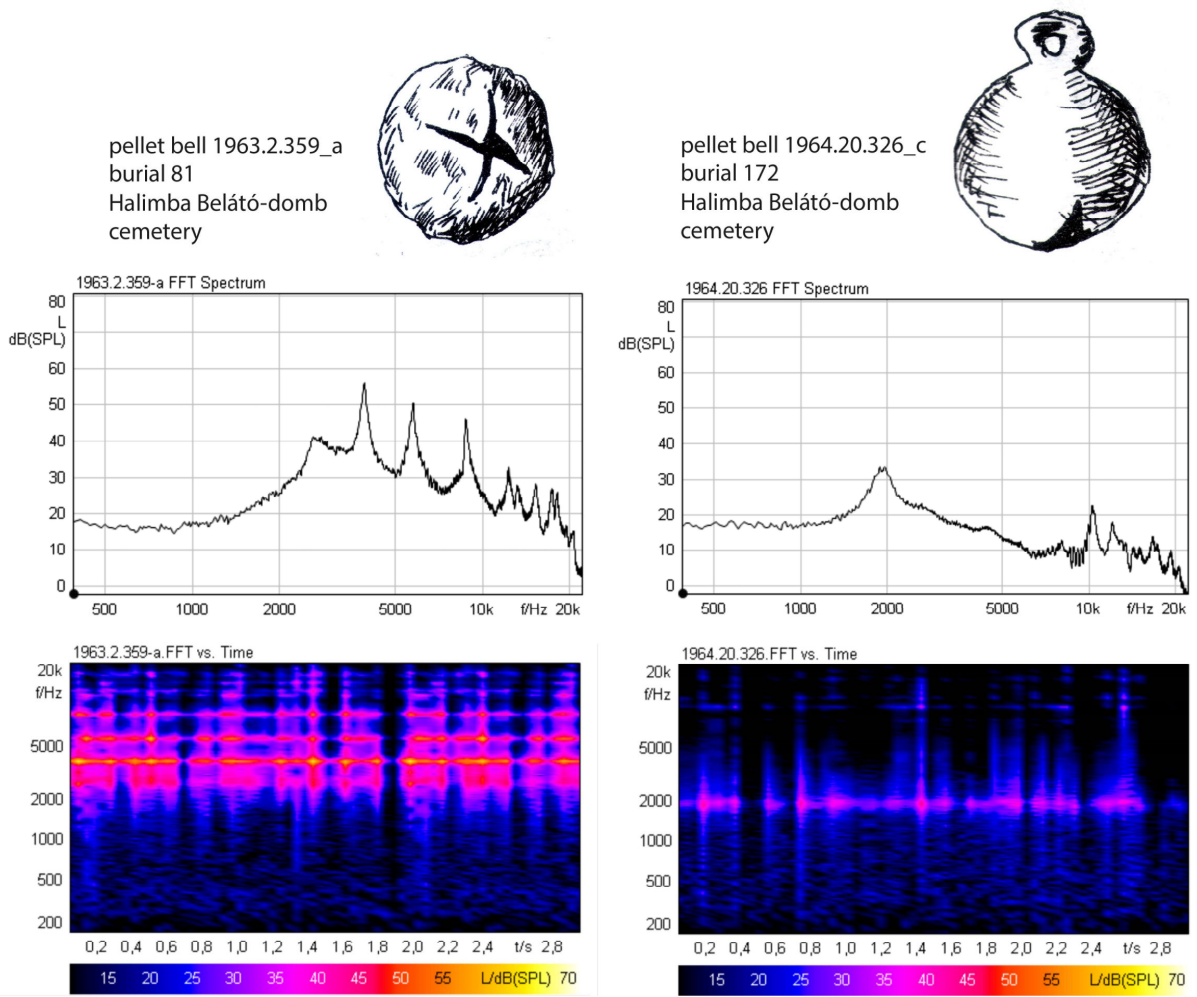 pellet bell 1963.2.359_a
burial 81
Halimba Belátó-domb
cemetery
pellet bell 1964.20.326_c
burial 172
Halimba Belátó-domb
cemetery
1963.2.359-a FFT Spectrum
80
L
dB(SPL)
60
50
40
30
20
10
0
500 1000 2000 5000 10k f/Hz 20k
1964.20.326 FFT Spectrum
80
L
dB(SPL)
60
50
40
30
20
10
0
500 1000 2000 5000 10k f/Hz 20k
1963.2.359-a.FFT vs. Time
20k
f/Hz
5000
2000
1000
500
200
0,2 0,4 0,6 0,8 1,0 1,2 1,4 1,6 1,8 2,0 2,2 2,4 t/s 2,8
15 20 25 30 35 40 45 50 55 L/dB(SPL) 70
1964.20.326.FFT vs. Time
20k
f/Hz
5000
2000
1000
500
200
0,2 0,4 0,6 0,8 1,0 1,2 1,4 1,6 1,8 2,0 2,2 2,4 t/s 2,8
15 20 25 30 35 40 45 50 55 L/dB(SPL) 70